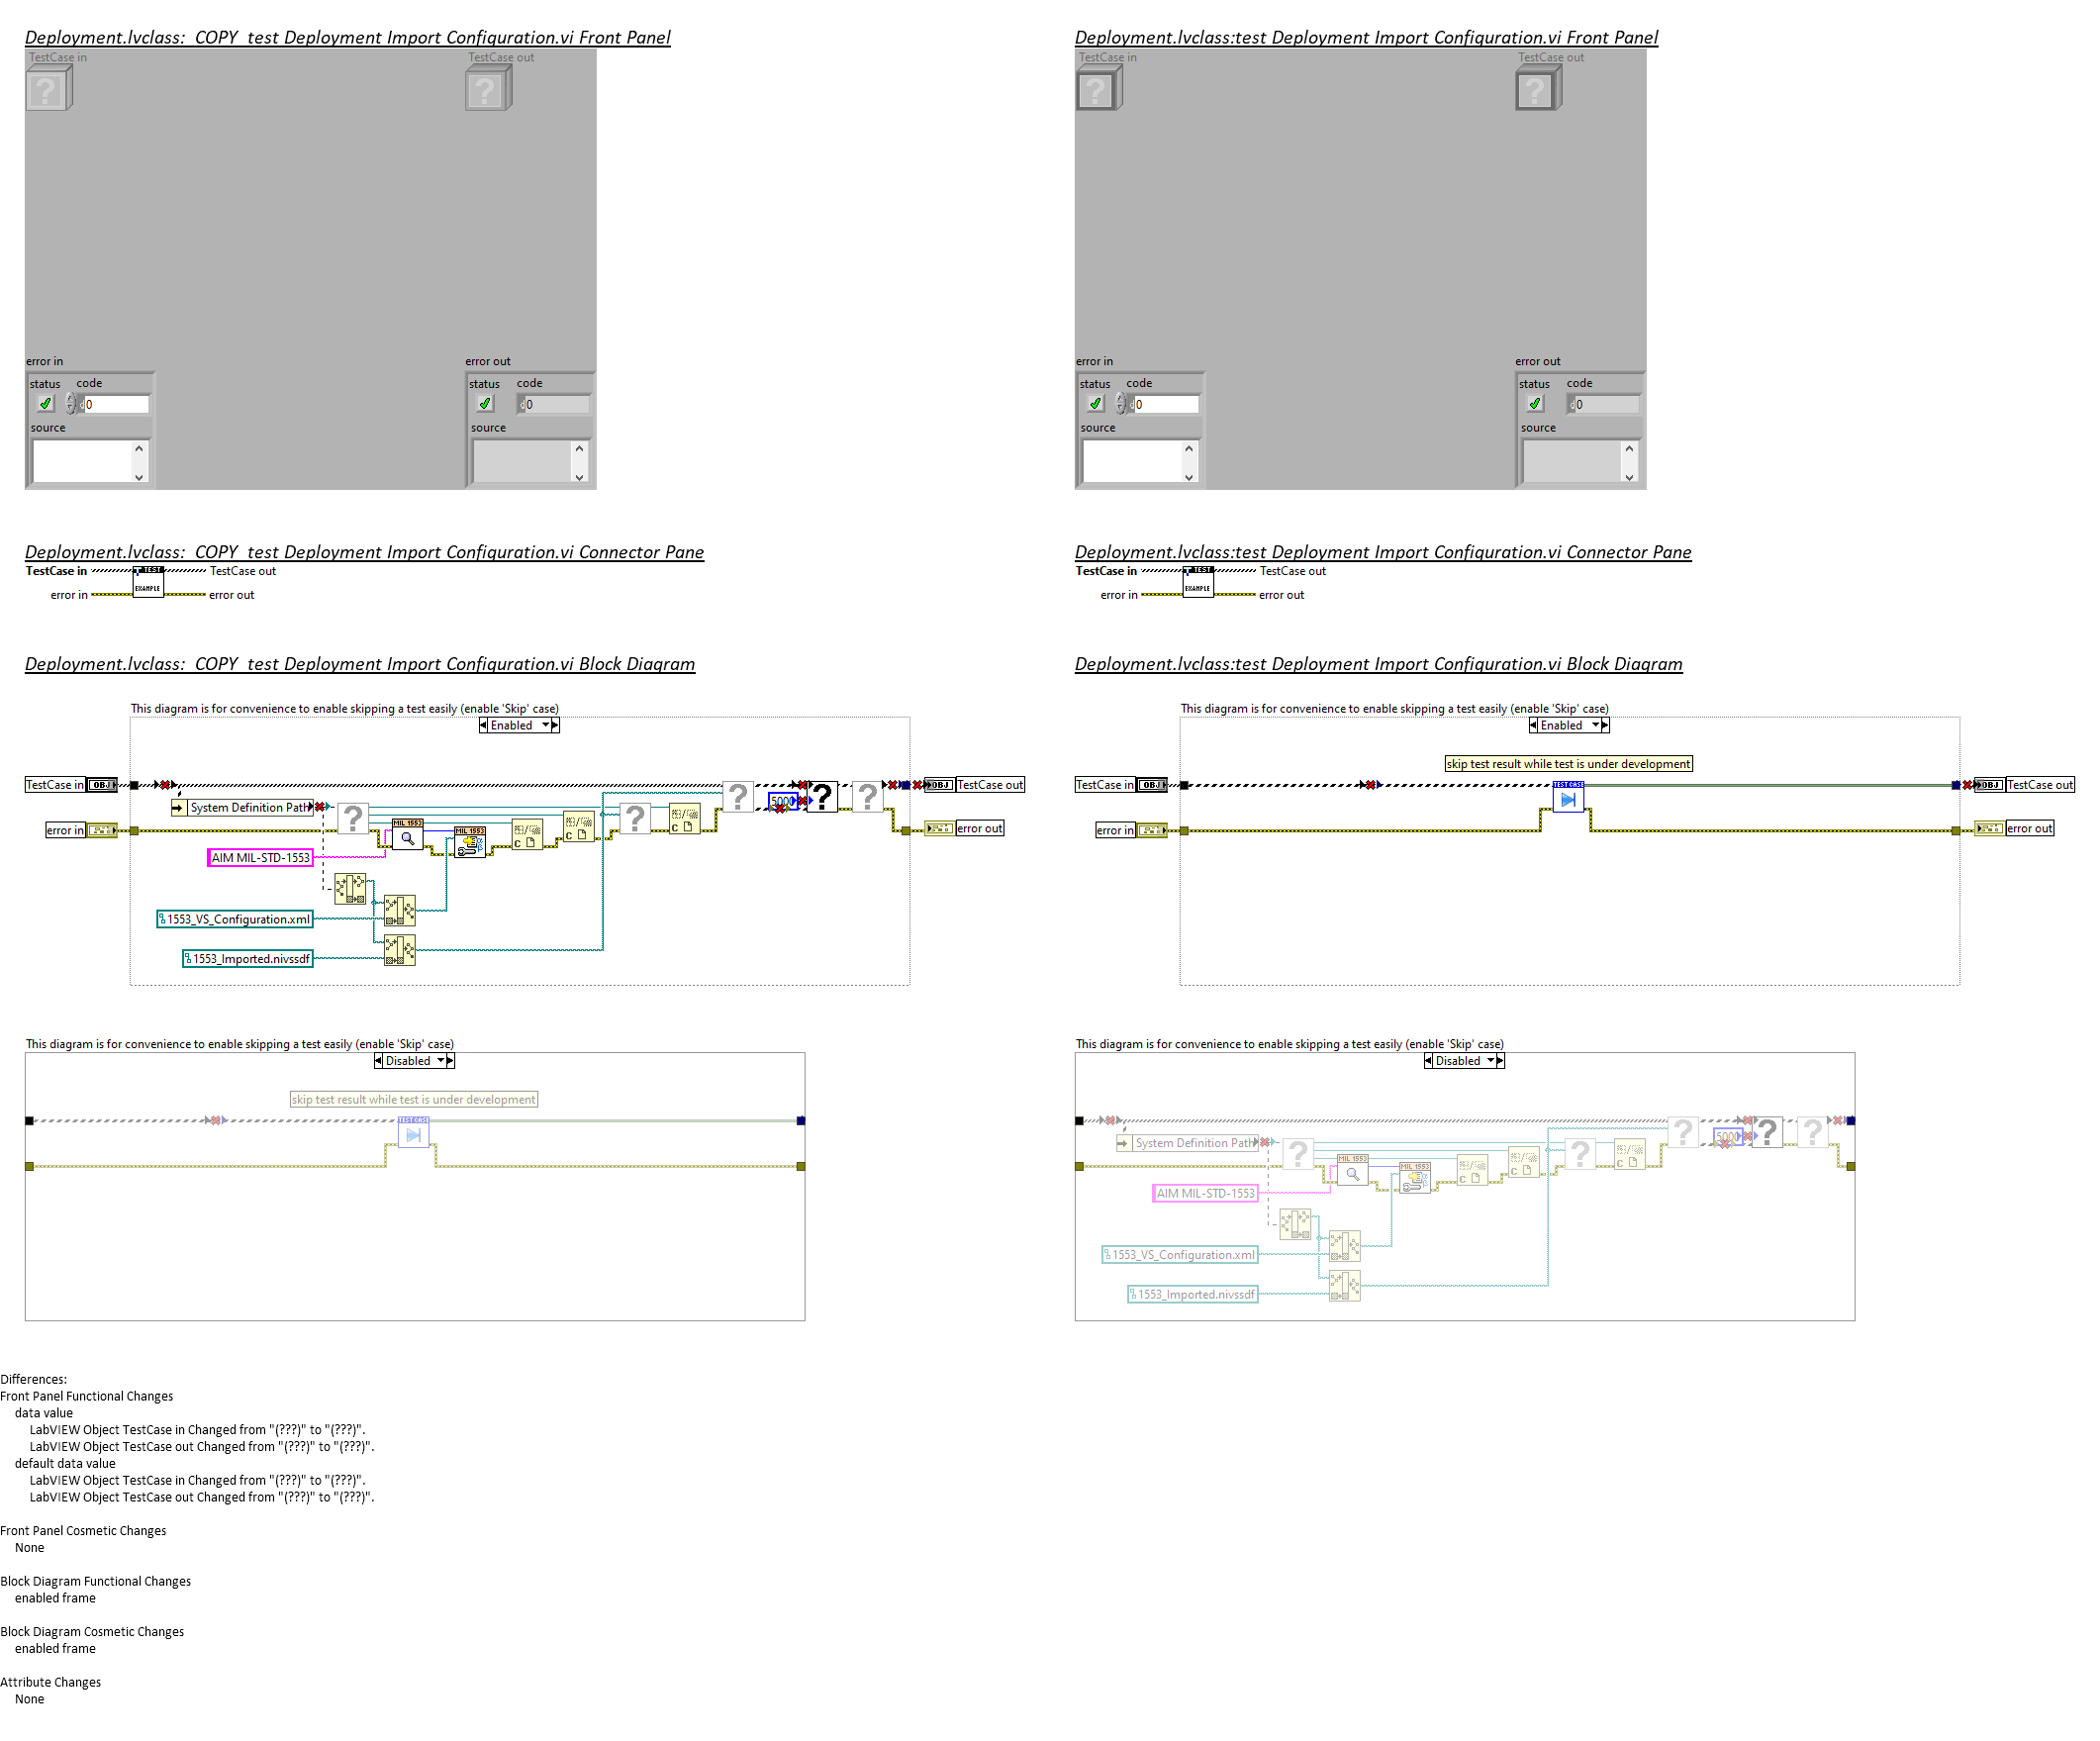 Deployment.lvclass:_COPY_test Deployment Import Configuration.vi Front Panel
TestCase in
TestCase out
error in
status code
0
source
error out
status code
0
source
Deployment.lvclass:test Deployment Import Configuration.vi Front Panel
TestCase in
TestCase out
error in
status code
0
source
error out
status code
0
source
Deployment.lvclass:_COPY_test Deployment Import Configuration.vi Connector Pane
TestCase in
TEST
EXAMPLE
TestCase out
error in
error out
Deployment.lvclass:test Deployment Import Configuration.vi Connector Pane
TestCase in
TEST
EXAMPLE
TestCase out
error in
error out
Deployment.lvclass:_COPY_test Deployment Import Configuration.vi Block Diagram
This diagram is for convenience to enable skipping a test easily (enable 'Skip' case)
Enabled
TestCase in
OBJ
System Definition Path
5000
OBJ
TestCase out
error in
MIL 1553
MIL 1553
error out
AIM MIL-STD-1553
1553_VS_Configuration.xml
1553_Imported.nivssdf
Deployment.lvclass:test Deployment Import Configuration.vi Block Diagram
This diagram is for convenience to enable skipping a test easily (enable 'Skip' case)
Enabled
skip test result while test is under development
TestCase in
OBJ
TEST CASE
OBJ
TestCase out
error in
error out
This diagram is for convenience to enable skipping a test easily (enable 'Skip' case)
Disabled
skip test result while test is under development
TEST CASE
This diagram is for convenience to enable skipping a test easily (enable 'Skip' case)
Disabled
System Definition Path
5000
MIL 1553
MIL 1553
AIM MIL-STD-1553
1553_VS_Configuration.xml
1553_Imported.nivssdf
Differences:
Front Panel Functional Changes
data value
LabVIEW Object TestCase in Changed from "(???)" to "(???)".
LabVIEW Object TestCase out Changed from "(???)" to "(???)".
default data value
LabVIEW Object TestCase in Changed from "(???)" to "(???)".
LabVIEW Object TestCase out Changed from "(???)" to "(???)".
Front Panel Cosmetic Changes
None
Block Diagram Functional Changes
enabled frame
Block Diagram Cosmetic Changes
enabled frame
Attribute Changes
None